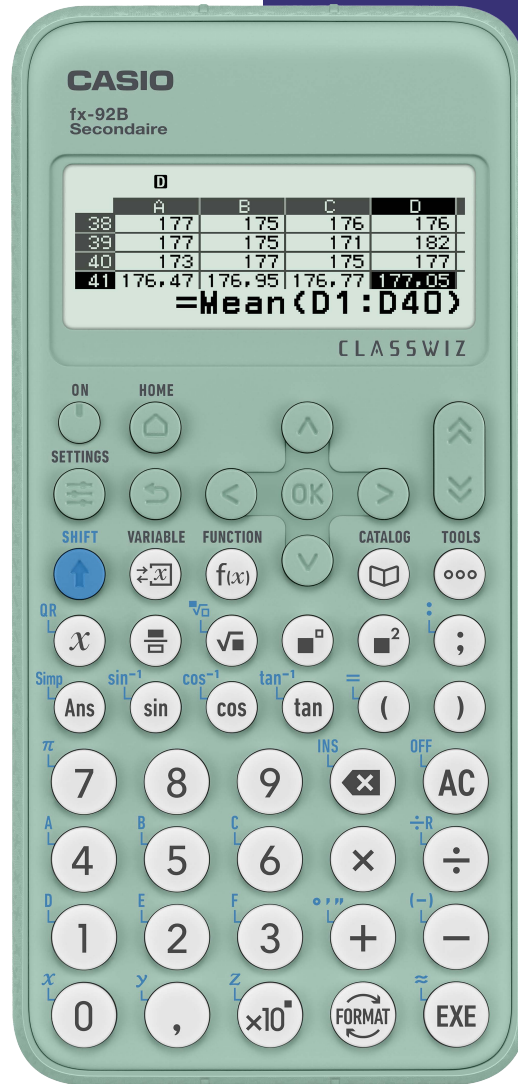 CASIO
fx-92B
Secondaire
D
A B C D
38 177 175 176 176
39 177 175 171 182
40 173 177 175 177
41 176,47 176,95 176,77 177,05
=Mean(D1:D40)
CLASSWIZ
ON HOME
SETTINGS
OK
SHIFT VARIABLE FUNCTION CATALOG TOOLS
x f(x)
QR √ :
x √ 2 ;
Simp sin⁻¹ cos⁻¹ tan⁻¹ =
Ans sin cos tan ( )
π INS OFF
7 8 9 AC
A B C ÷R
4 5 6 × ÷
D E F °′″ (−)
1 2 3 + −
x y z ≈
0 , ×10 FORMAT EXE